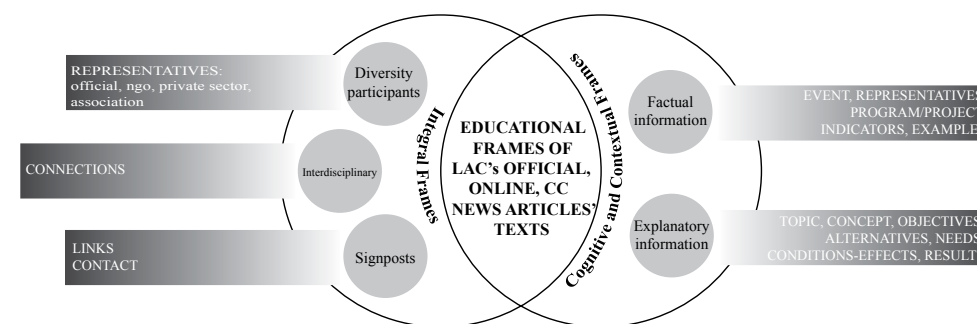 REPRESENTATIVES:
official, ngo, private sector,
association
CONNECTIONS
LINKS
CONTACT
Diversity
participants
Interdisciplinary
Signposts
Integral Frames
EDUCATIONAL
FRAMES OF
LAC's OFFICIAL,
ONLINE, CC
NEWS ARTICLES'
TEXTS
Cognitive and Contextual Frames
Factual
information
Explanatory
information
EVENT, REPRESENTATIVES
PROGRAM/PROJECT
INDICATORS, EXAMPLE
TOPIC, CONCEPT, OBJECTIVES
ALTERNATIVES, NEEDS
CONDITIONS-EFFECTS, RESULT